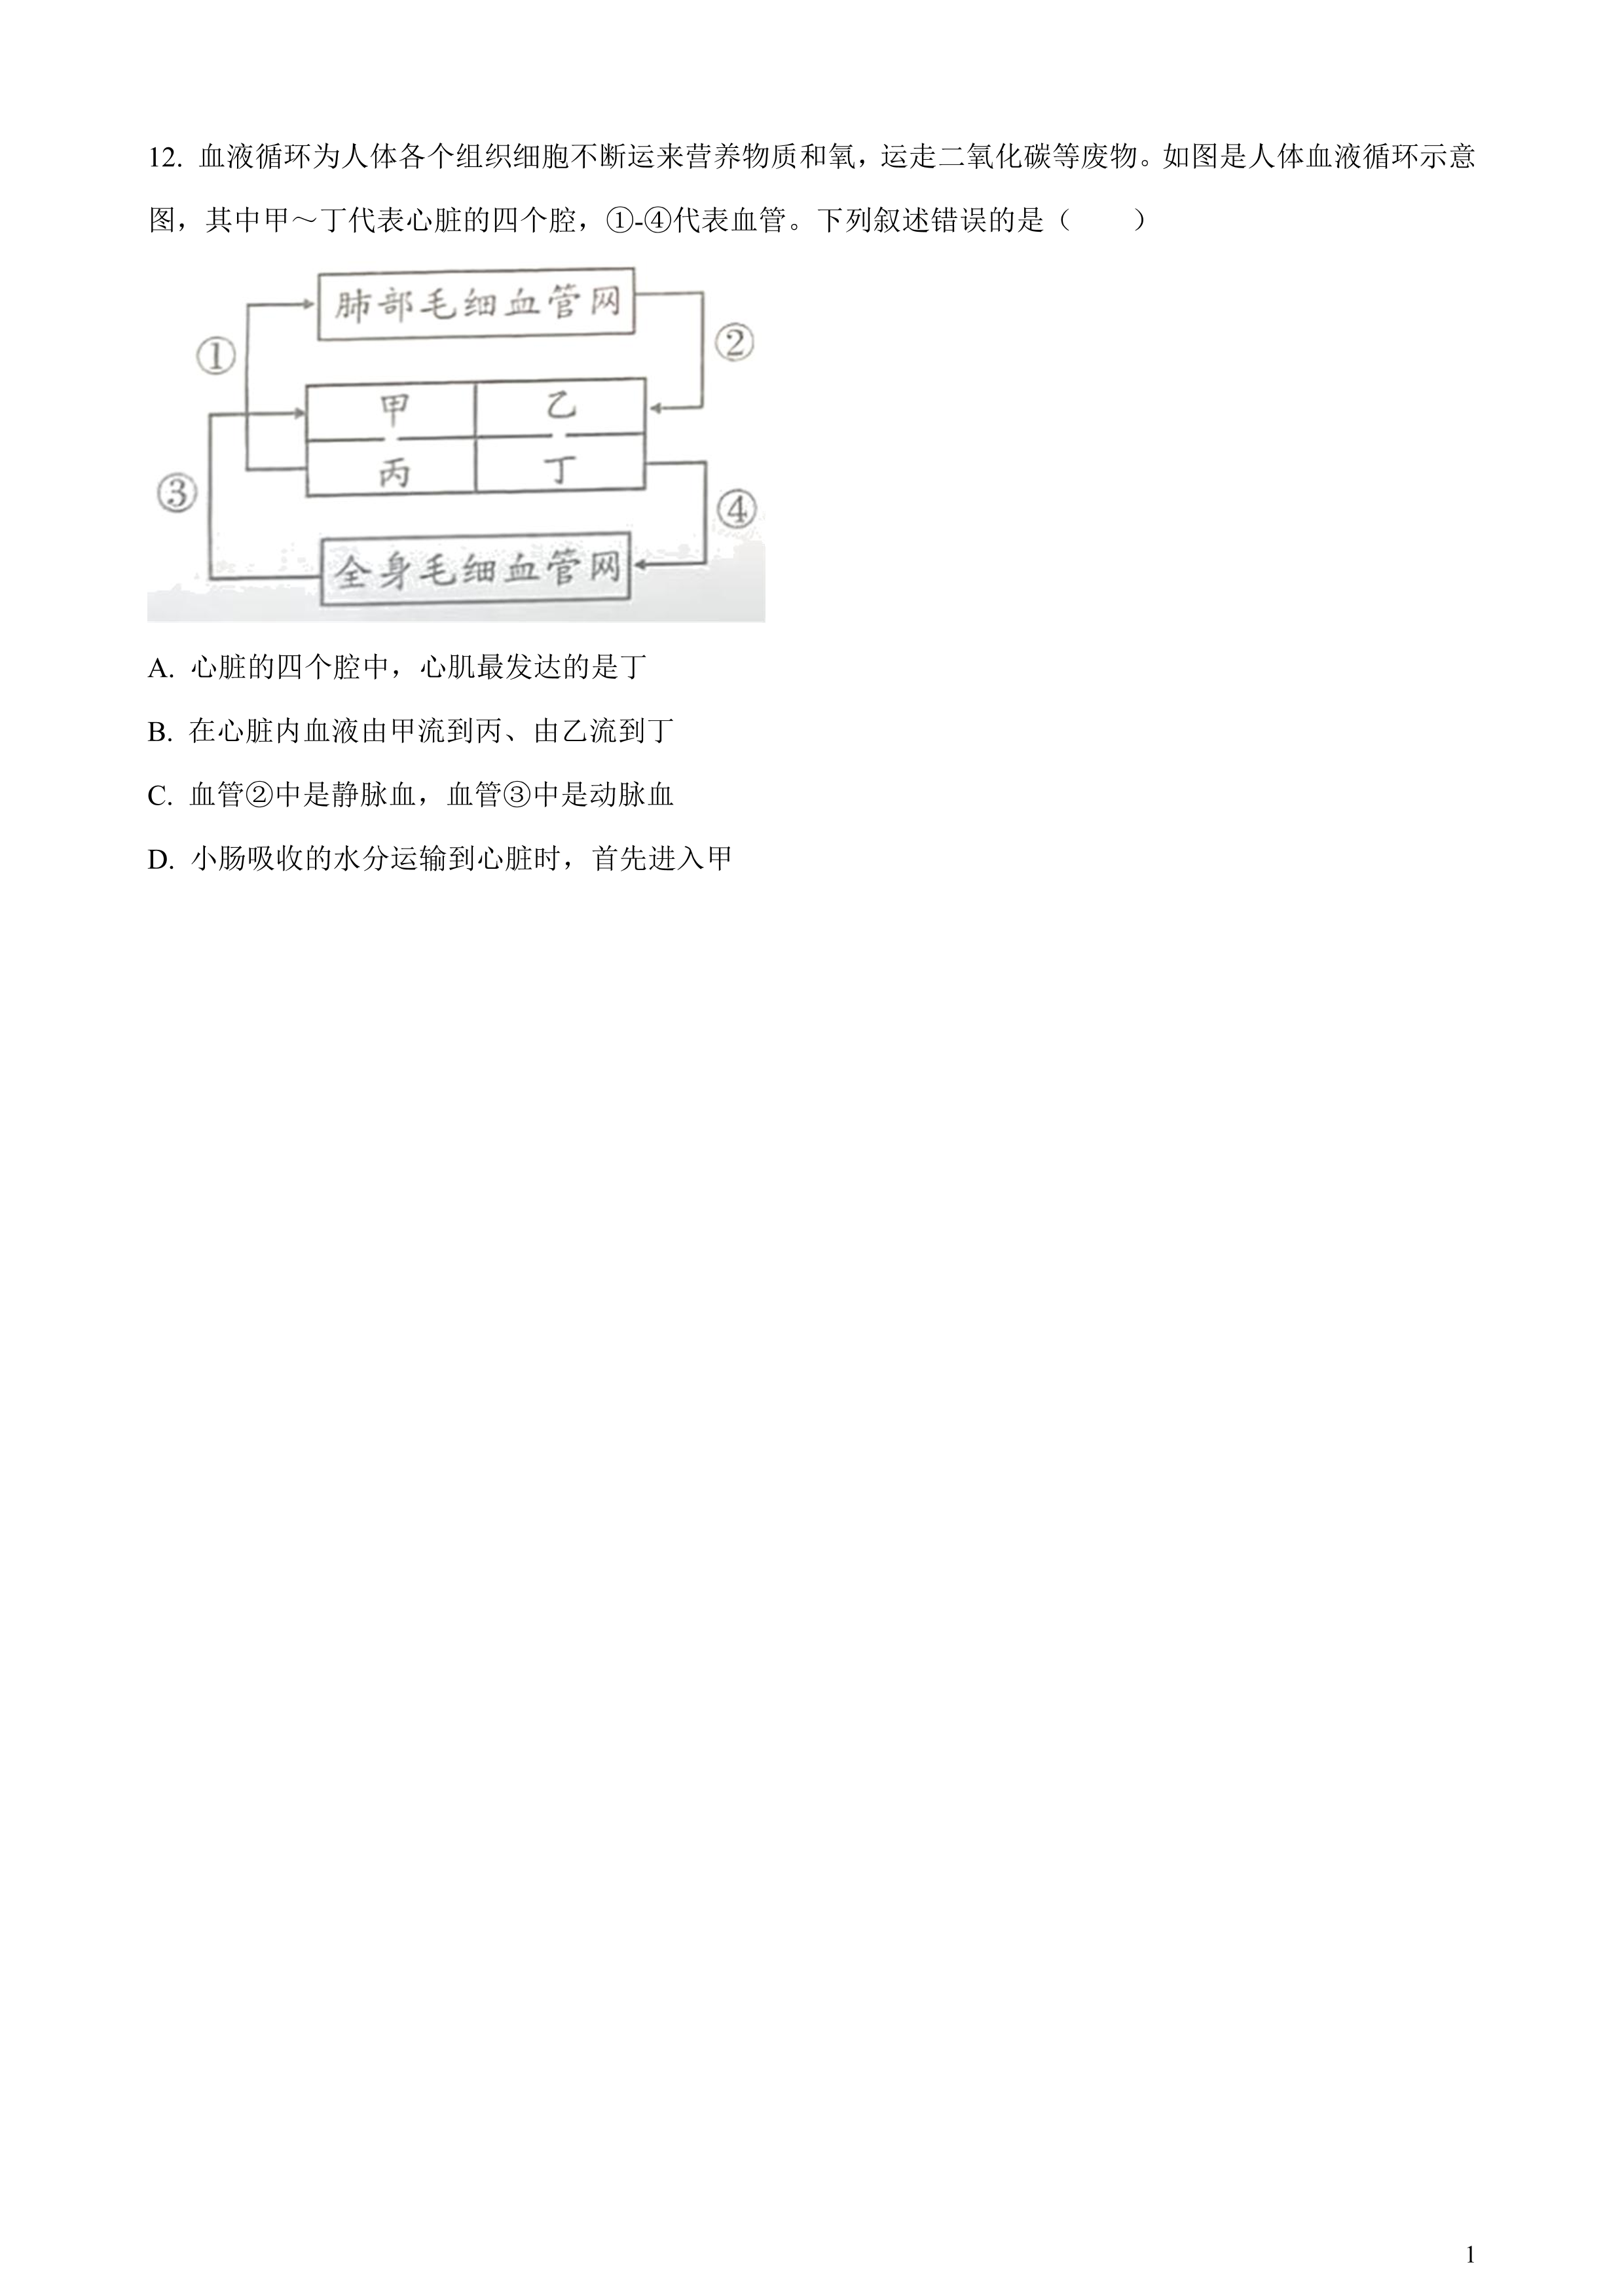 12. 血液循环为人体各个组织细胞不断运来营养物质和氧，运走二氧化碳等废物。如图是人体血液循环示意
图，其中甲～丁代表心脏的四个腔，①-④代表血管。下列叙述错误的是（　　）
肺部毛细血管网
①
②
甲 乙
丙 丁
③
④
全身毛细血管网
A. 心脏的四个腔中，心肌最发达的是丁
B. 在心脏内血液由甲流到丙、由乙流到丁
C. 血管②中是静脉血，血管③中是动脉血
D. 小肠吸收的水分运输到心脏时，首先进入甲
1